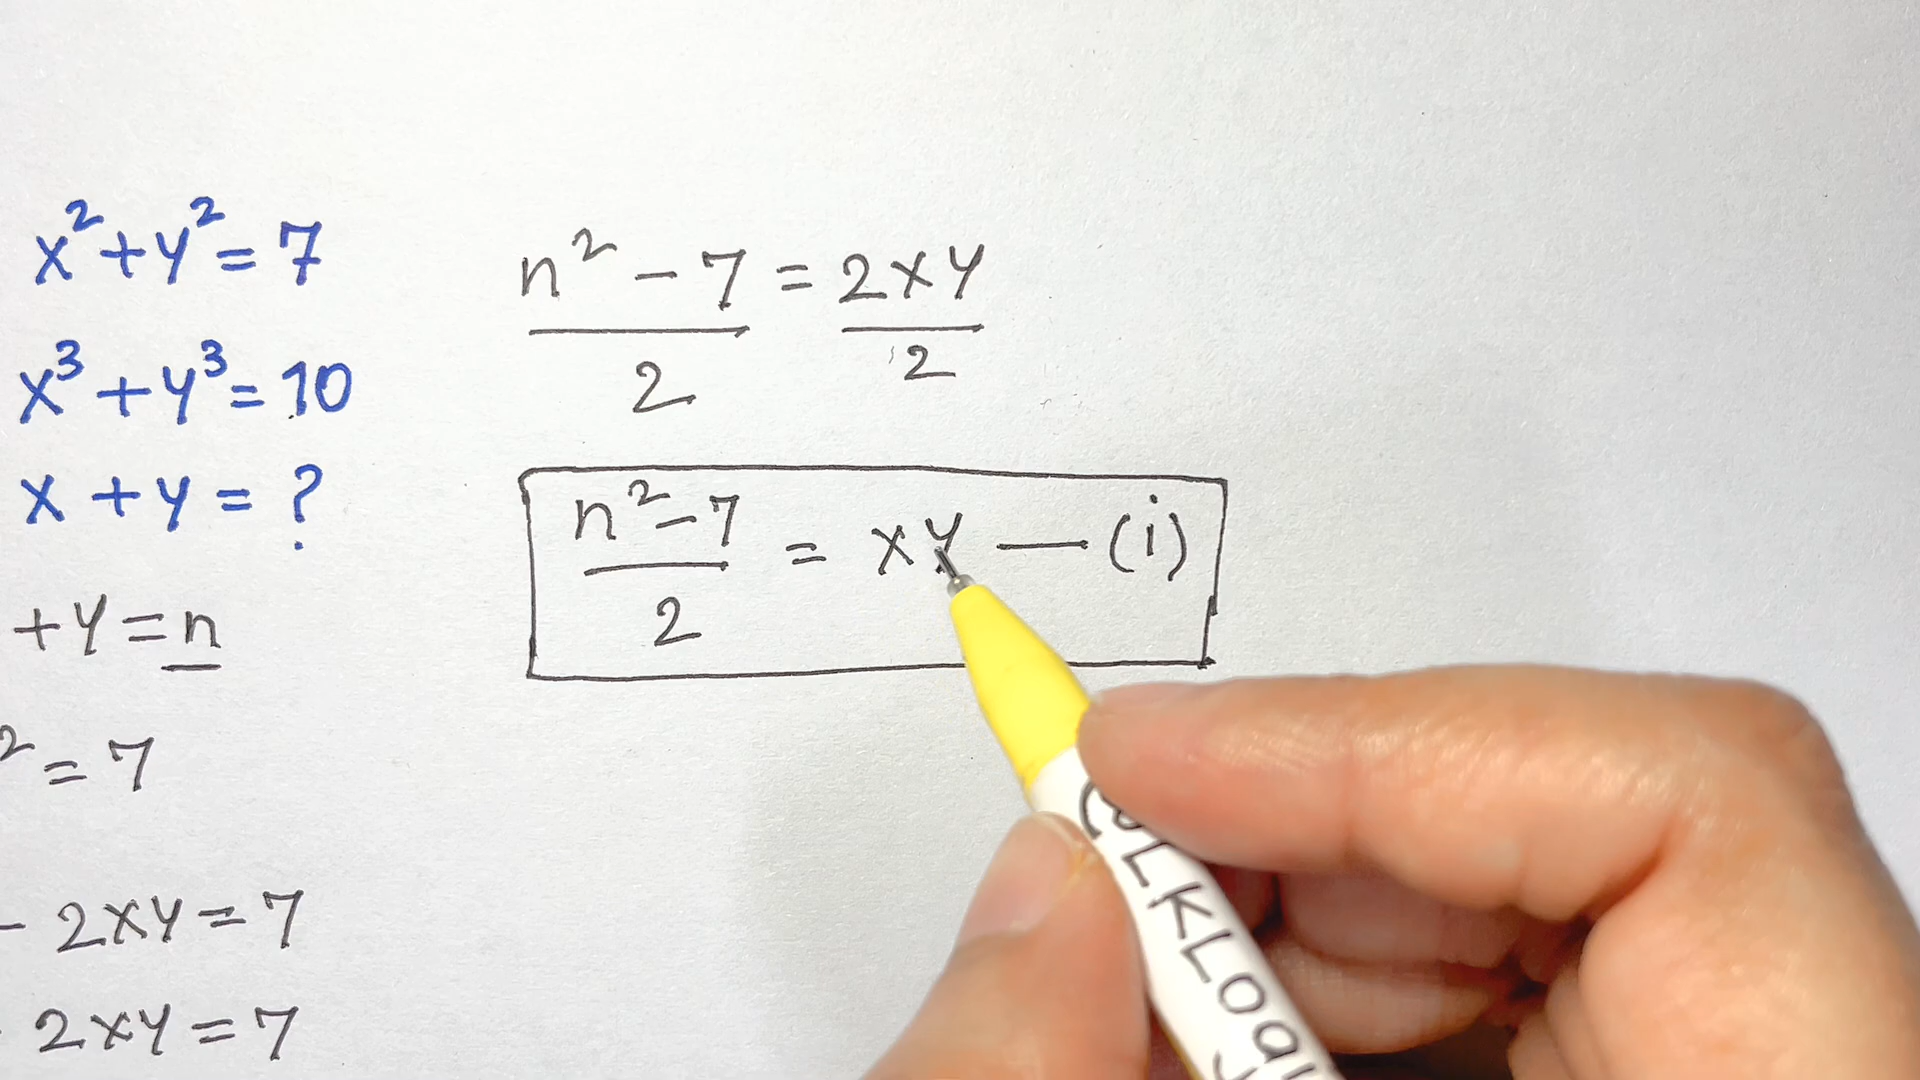 x²+y²=7
x³+y³=10
x+y=?
+y=n
²=7
- 2xy=7
2xy=7
n²-7/2 = 2xy/2
n²-7/2 = xy — (i)